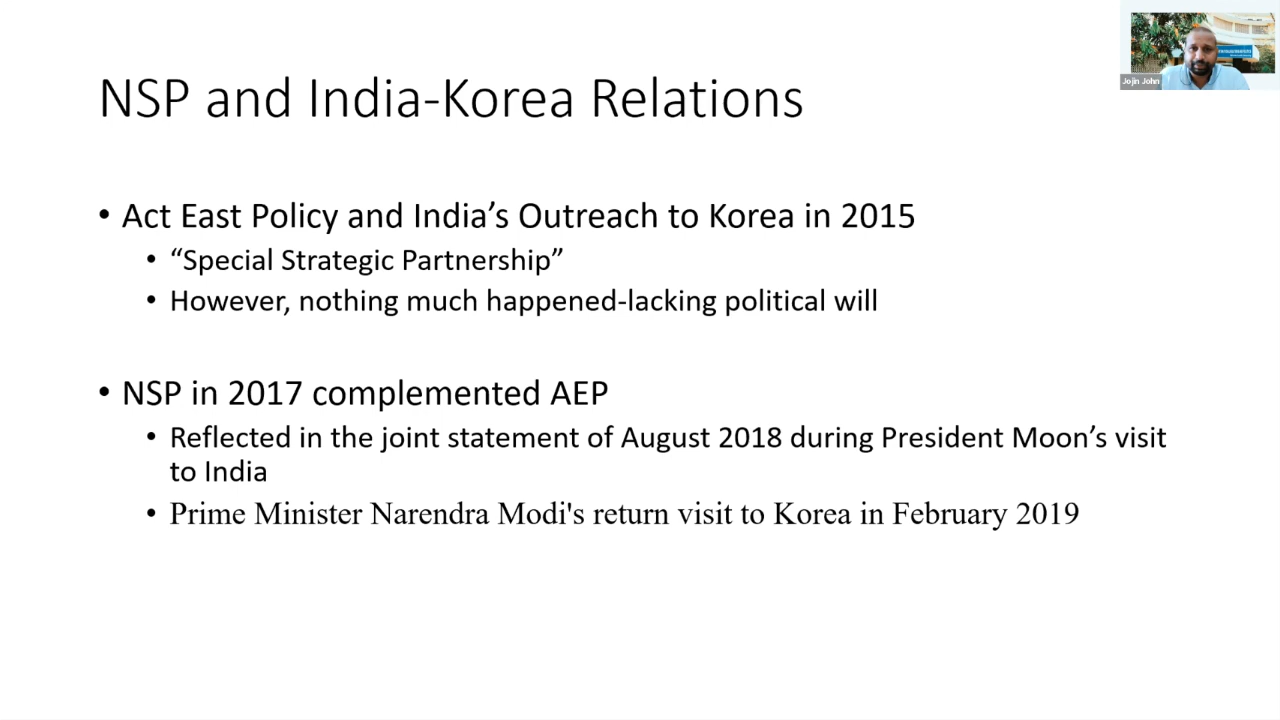 Jojin John
NSP and India-Korea Relations
• Act East Policy and India’s Outreach to Korea in 2015
• “Special Strategic Partnership”
• However, nothing much happened-lacking political will
• NSP in 2017 complemented AEP
• Reflected in the joint statement of August 2018 during President Moon’s visit
to India
• Prime Minister Narendra Modi's return visit to Korea in February 2019